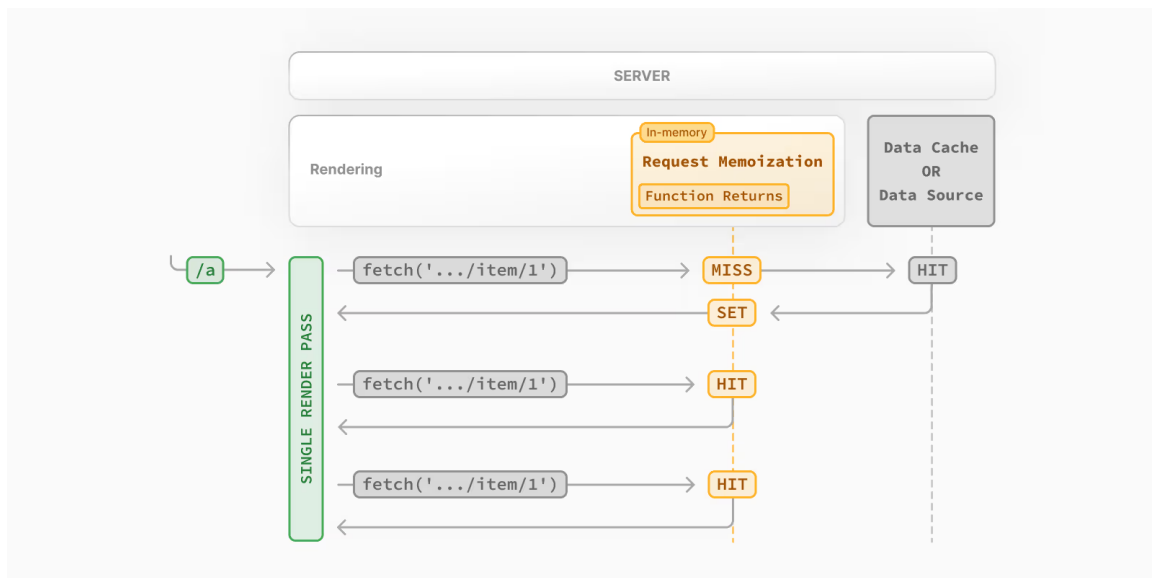 SERVER
Rendering
In-memory
Request Memoization
Function Returns
Data Cache
OR
Data Source
/a
SINGLE RENDER PASS
fetch('.../item/1')
MISS
HIT
SET
fetch('.../item/1')
HIT
fetch('.../item/1')
HIT